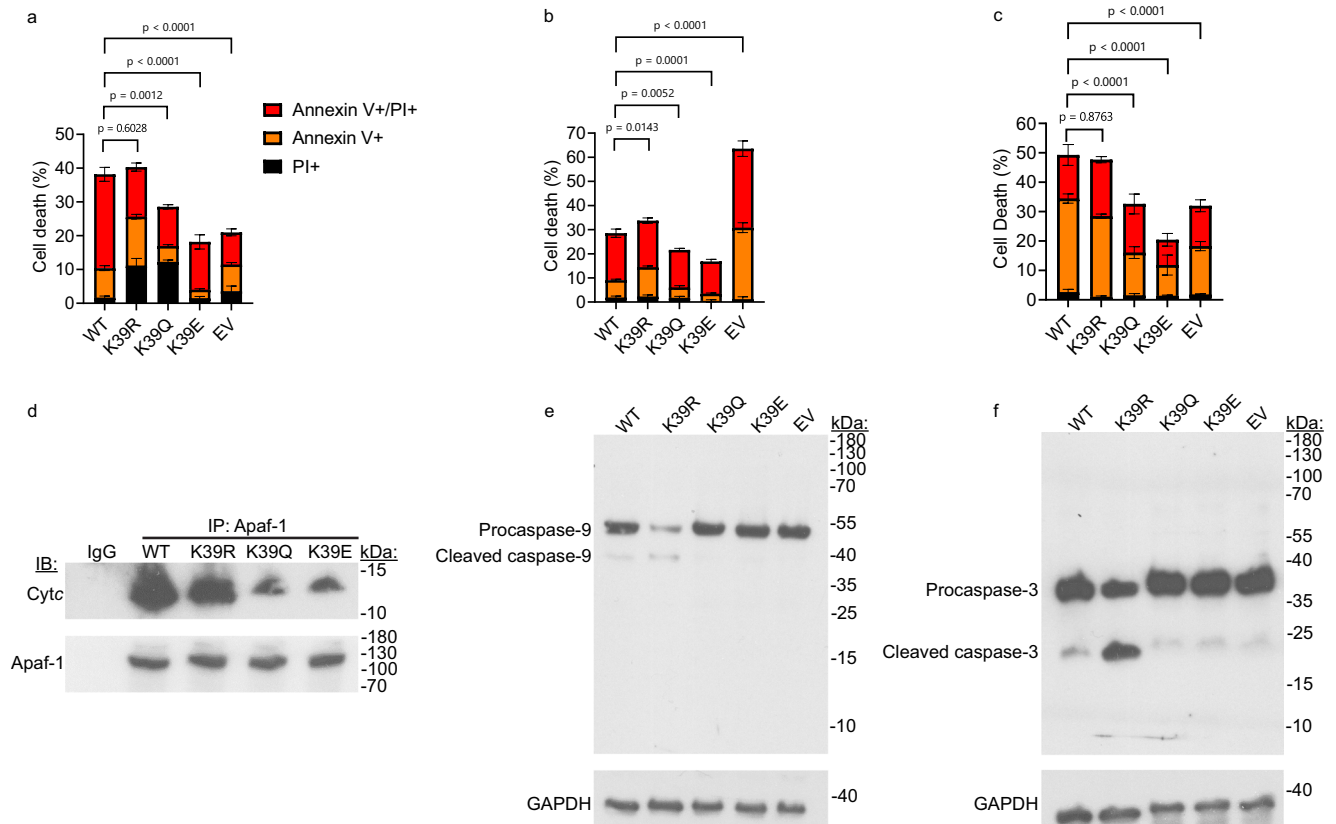 a
p < 0.0001
p < 0.0001
p = 0.0012
p = 0.6028
Cell death (%)
50
40
30
20
10
0
WT
K39R
K39Q
K39E
EV
Annexin V+/PI+
Annexin V+
PI+
b
p < 0.0001
p = 0.0001
p = 0.0052
p = 0.0143
Cell death (%)
70
60
50
40
30
20
10
0
WT
K39R
K39Q
K39E
EV
c
p < 0.0001
p < 0.0001
p < 0.0001
p = 0.8763
Cell Death (%)
60
50
40
30
20
10
0
WT
K39R
K39Q
K39E
EV
d
IP: Apaf-1
IgG WT K39R K39Q K39E kDa:
IB:
Cytc
-15
-10
Apaf-1
-180
-130
-100
-70
e
WT K39R K39Q K39E EV
kDa:
-180
-130
-100
-70
-55
-40
-35
-25
-15
-10
Procaspase-9
Cleaved caspase-9
GAPDH
-40
f
WT K39R K39Q K39E EV
kDa:
-180
-130
-100
-70
-55
-40
-35
-25
-15
-10
Procaspase-3
Cleaved caspase-3
GAPDH
-40